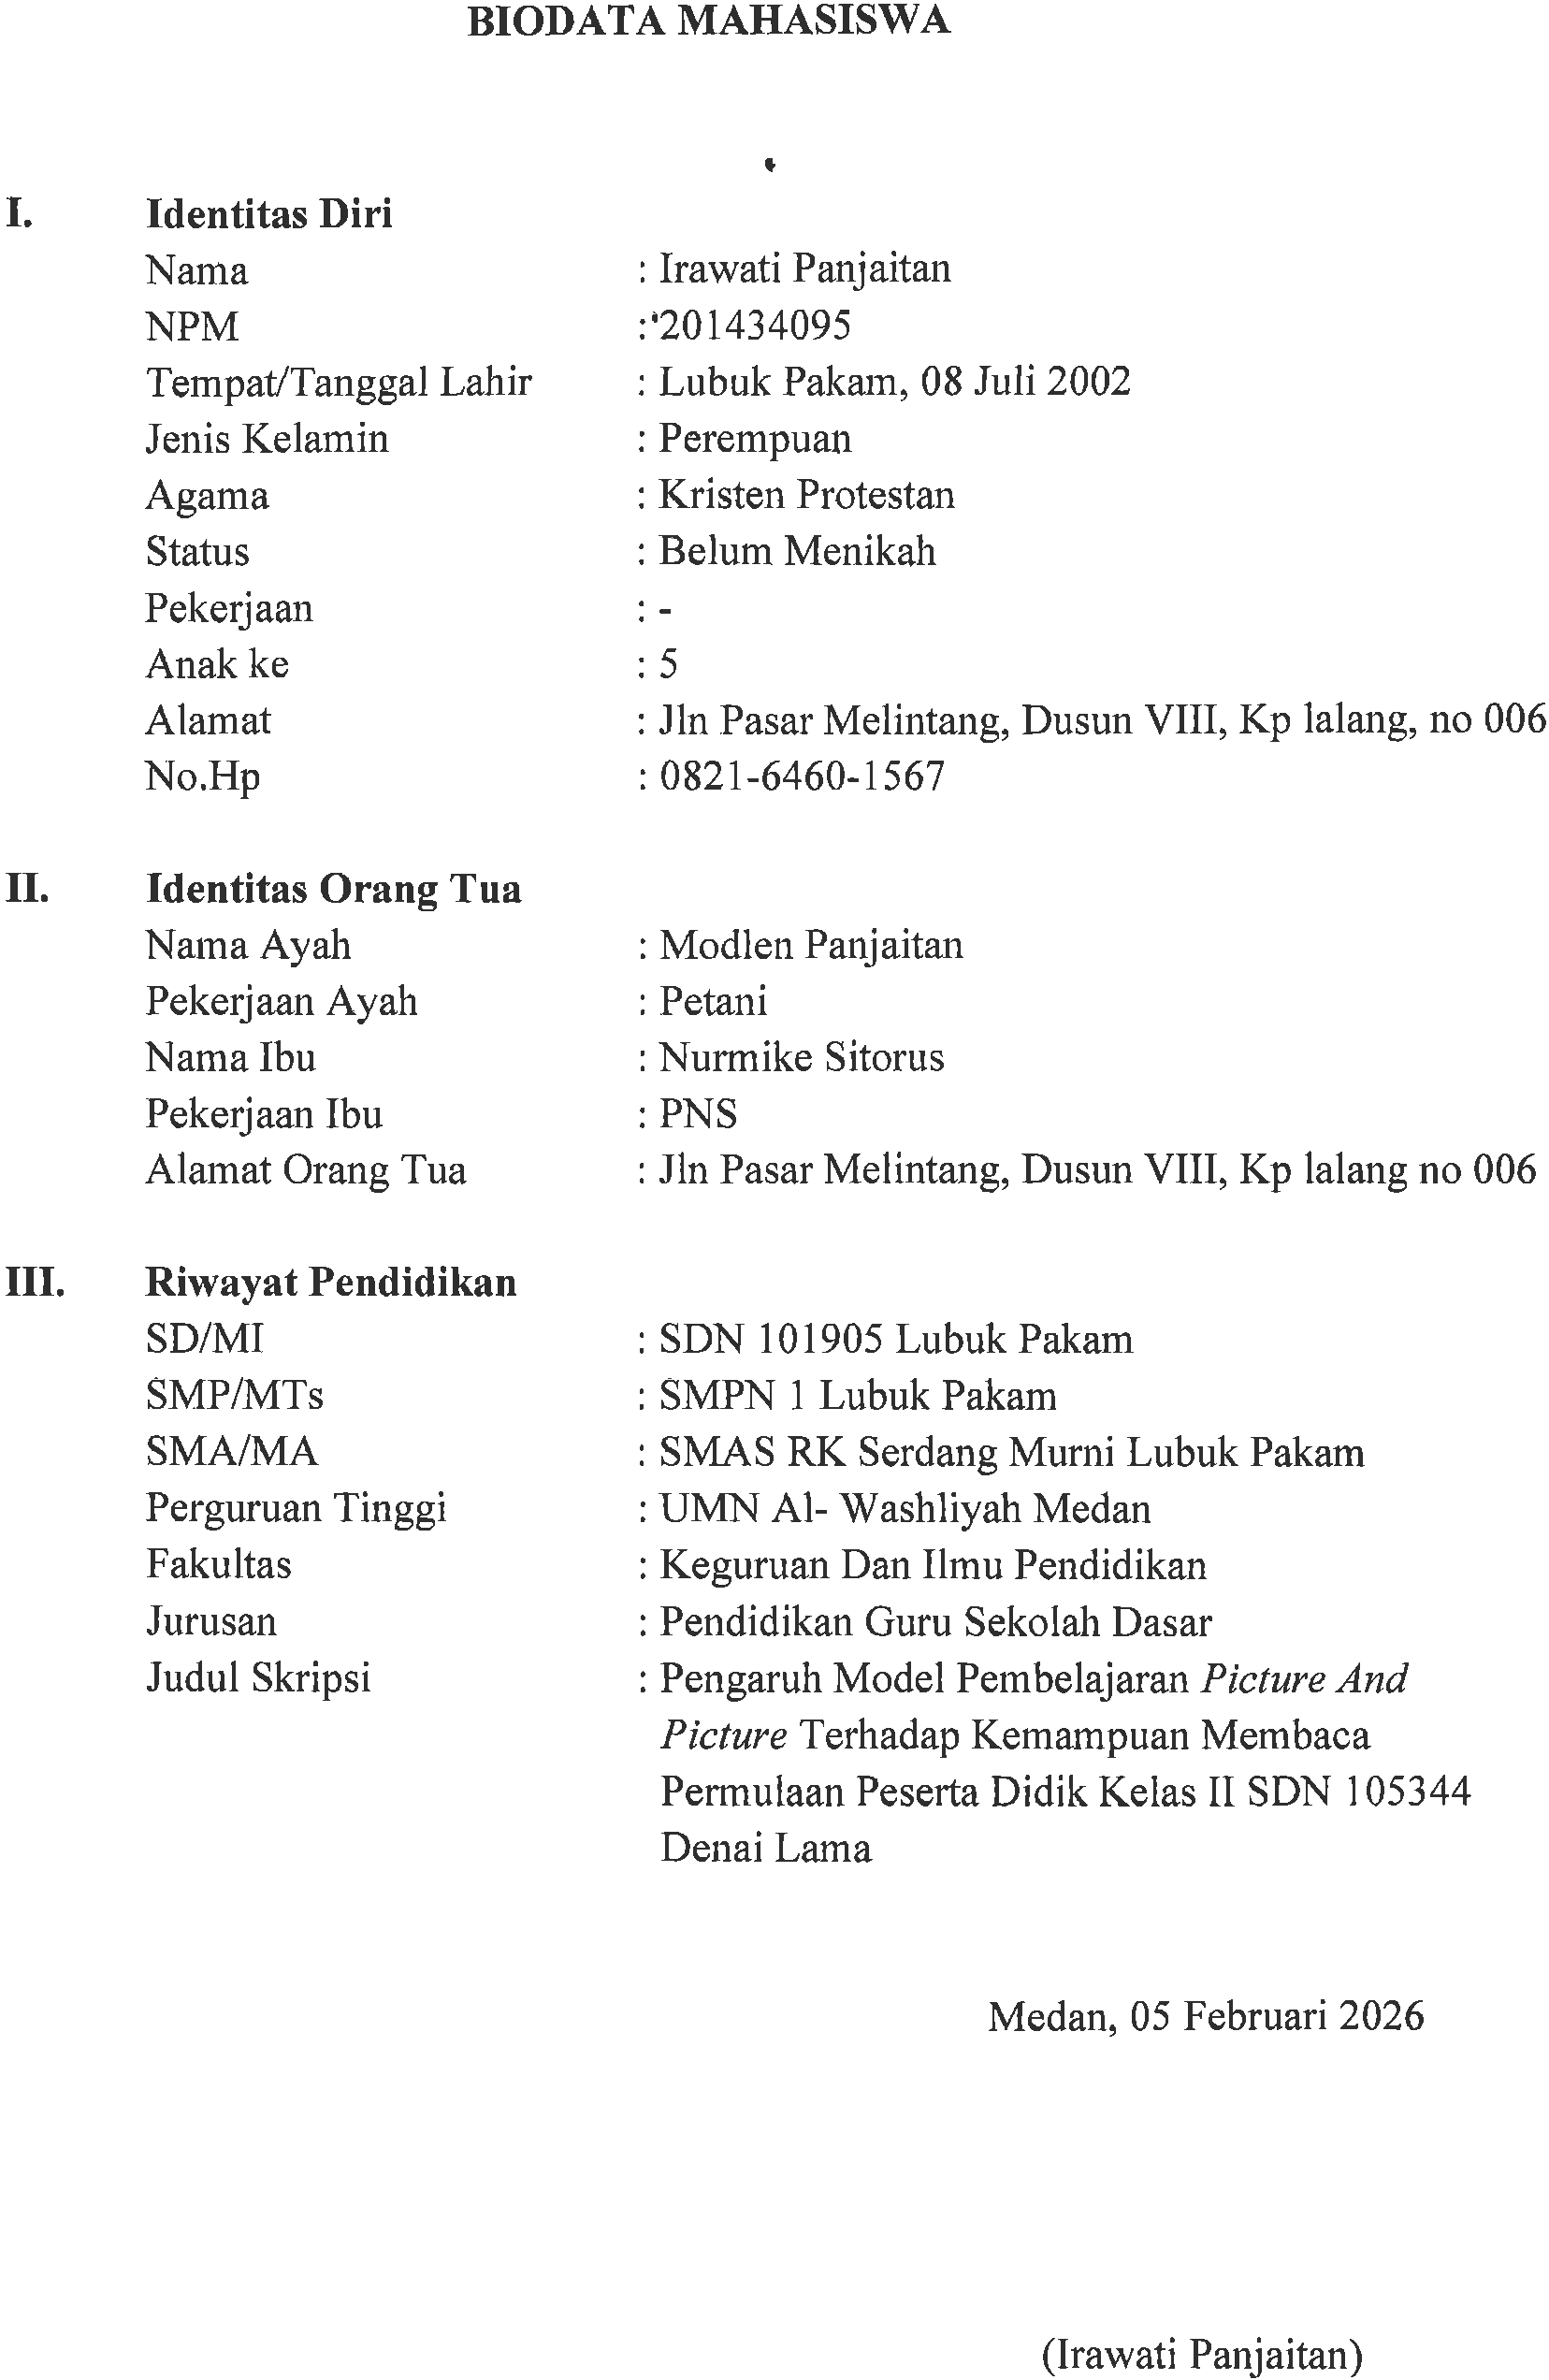 BIODATA MAHASISWA
I. Identitas Diri
Nama : Irawati Panjaitan
NPM : 201434095
Tempat/Tanggal Lahir : Lubuk Pakam, 08 Juli 2002
Jenis Kelamin : Perempuan
Agama : Kristen Protestan
Status : Belum Menikah
Pekerjaan : -
Anak ke : 5
Alamat : Jln Pasar Melintang, Dusun VIII, Kp lalang, no 006
No.Hp : 0821-6460-1567
II. Identitas Orang Tua
Nama Ayah : Modlen Panjaitan
Pekerjaan Ayah : Petani
Nama Ibu : Nurmike Sitorus
Pekerjaan Ibu : PNS
Alamat Orang Tua : Jln Pasar Melintang, Dusun VIII, Kp lalang no 006
III. Riwayat Pendidikan
SD/MI : SDN 101905 Lubuk Pakam
SMP/MTs : SMPN 1 Lubuk Pakam
SMA/MA : SMAS RK Serdang Murni Lubuk Pakam
Perguruan Tinggi : UMN Al- Washliyah Medan
Fakultas : Keguruan Dan Ilmu Pendidikan
Jurusan : Pendidikan Guru Sekolah Dasar
Judul Skripsi : Pengaruh Model Pembelajaran Picture And
Picture Terhadap Kemampuan Membaca
Permulaan Peserta Didik Kelas II SDN 105344
Denai Lama
Medan, 05 Februari 2026
(Irawati Panjaitan)